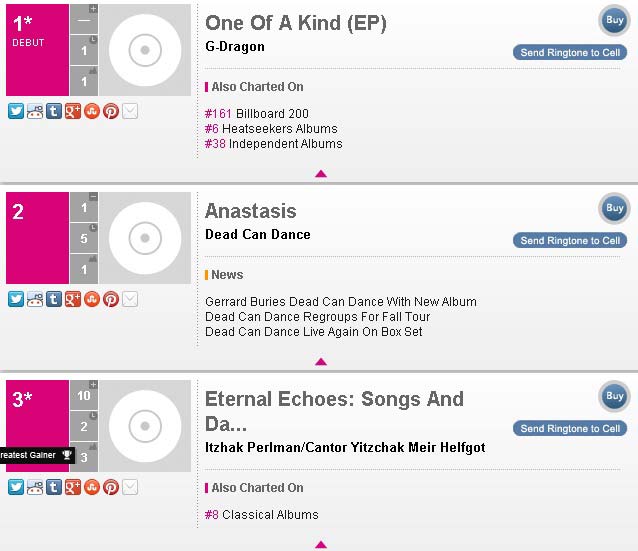 1*
DEBUT
—
1
1
One Of A Kind (EP)
G-Dragon
Buy
Send Ringtone to Cell
Also Charted On
#161 Billboard 200
#6 Heatseekers Albums
#38 Independent Albums
2
1
5
1
Anastasis
Dead Can Dance
Buy
Send Ringtone to Cell
News
Gerrard Buries Dead Can Dance With New Album
Dead Can Dance Regroups For Fall Tour
Dead Can Dance Live Again On Box Set
3*
10
2
3
reatest Gainer
Eternal Echoes: Songs And
Da...
Itzhak Perlman/Cantor Yitzchak Meir Helfgot
Buy
Send Ringtone to Cell
Also Charted On
#8 Classical Albums